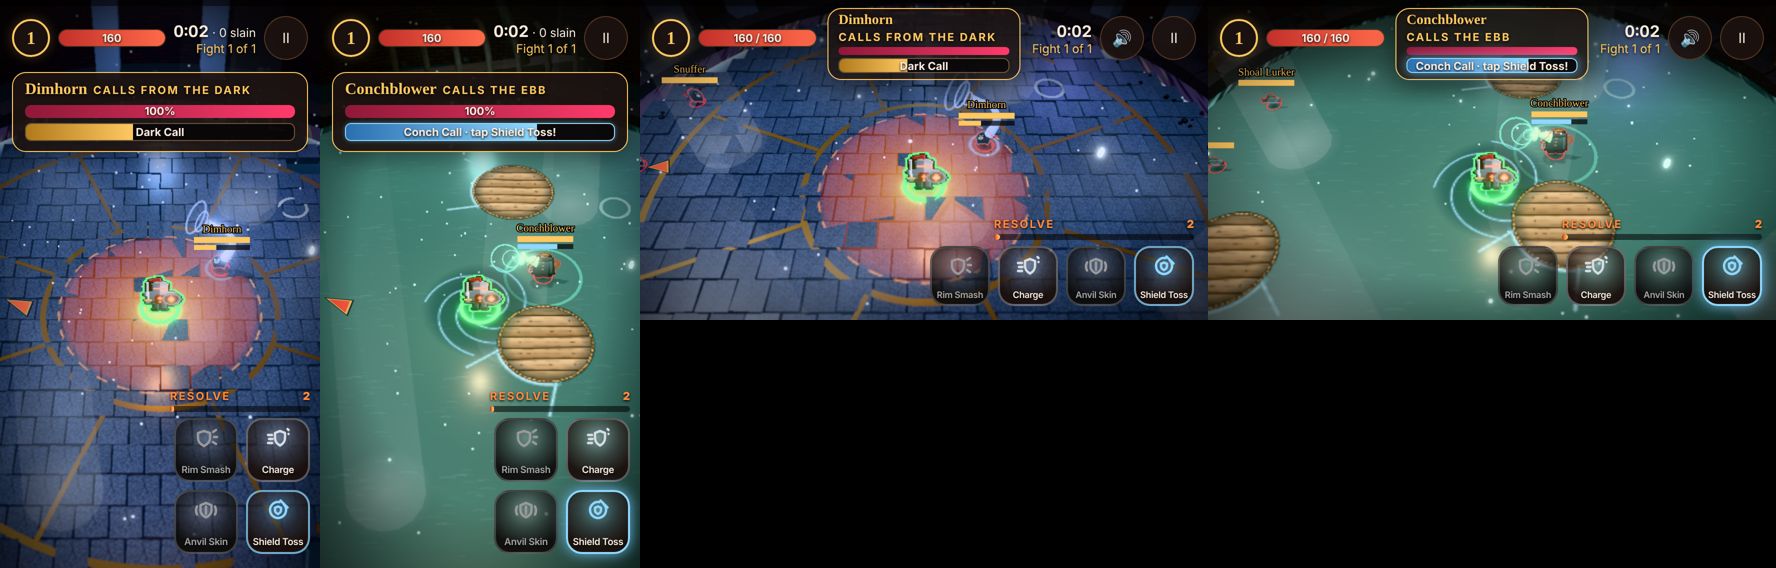 1
160
0:02 · 0 slain
Fight 1 of 1
II
Dimhorn CALLS FROM THE DARK
100%
Dark Call
Dimhorn
RESOLVE 2
Rim Smash
Charge
Anvil Skin
Shield Toss
1
160
0:02 · 0 slain
Fight 1 of 1
II
Conchblower CALLS THE EBB
100%
Conch Call · tap Shield Toss!
Conchblower
RESOLVE 2
Rim Smash
Charge
Anvil Skin
Shield Toss
1
160 / 160
Dimhorn
CALLS FROM THE DARK
Dark Call
0:02
Fight 1 of 1
II
Snuffer
Dimhorn
RESOLVE 2
Rim Smash
Charge
Anvil Skin
Shield Toss
1
160 / 160
Conchblower
CALLS THE EBB
Conch Call · tap Shield Toss!
0:02
Fight 1 of 1
II
Shoal Lurker
Conchblower
RESOLVE 2
Rim Smash
Charge
Anvil Skin
Shield Toss